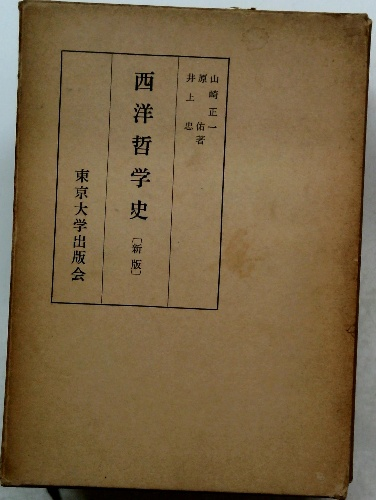 山崎正一
原佑著
井上忠
西洋哲学史〔新版〕
東京大学出版会